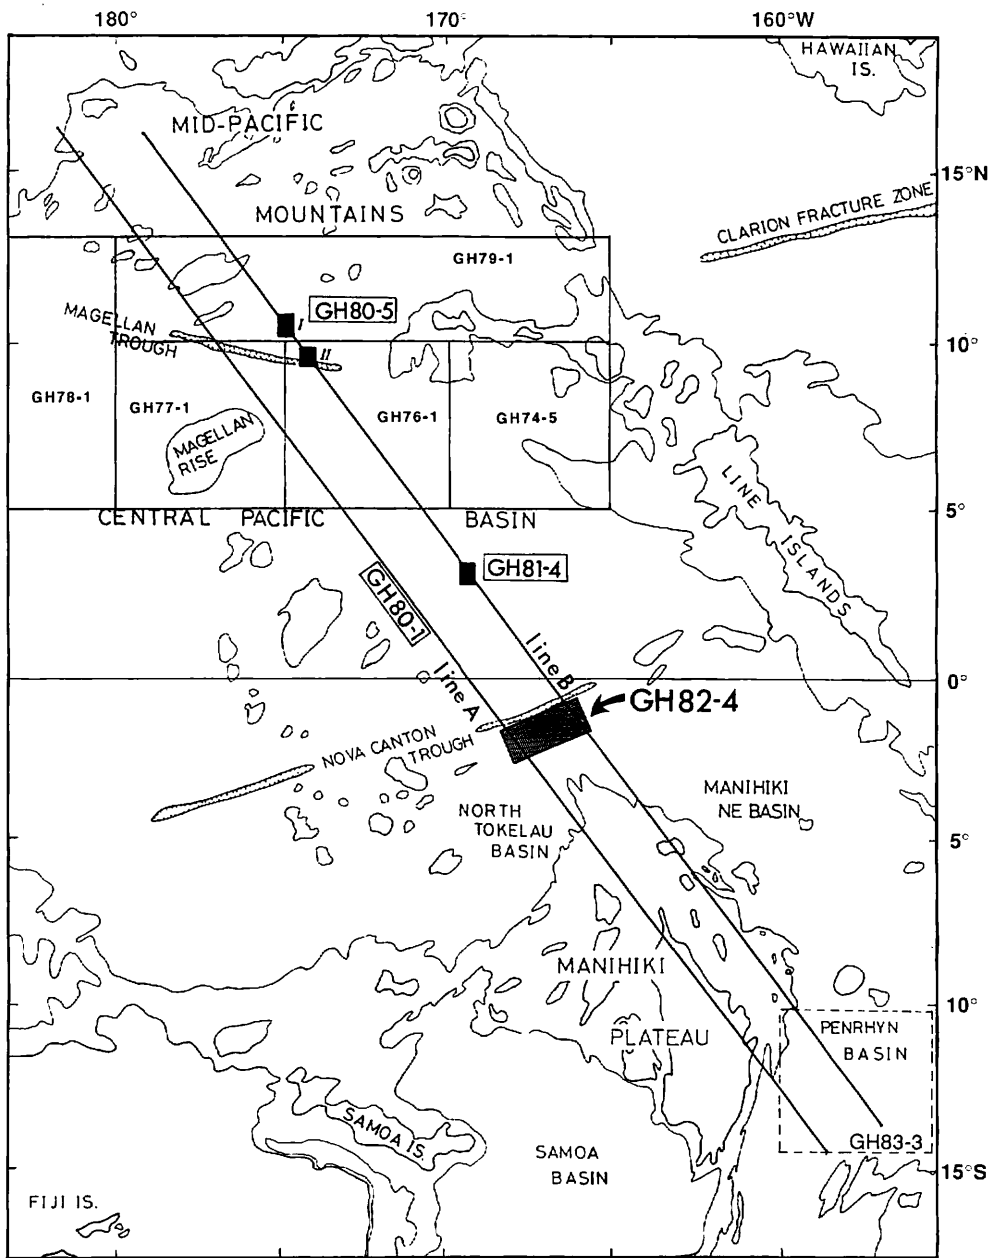 180° 170° 160°W
HAWAIIAN
IS.
MID-PACIFIC
15°N
CLARION FRACTURE ZONE
MOUNTAINS
GH79-1
GH80-5
MAGELLAN
TROUGH
I
10°
II
GH78-1
GH77-1
GH76-1
GH74-5
MAGELLAN
RISE
LINE
ISLANDS
5°
CENTRAL PACIFIC BASIN
GH81-4
GH80-1
line B
line A
0°
GH82-4
NOVA CANTON
TROUGH
MANIHIKI
NE BASIN
NORTH
TOKELAU
BASIN
5°
MANIHIKI
PLATEAU
10°
PENRHYN
BASIN
SAMOA IS.
GH83-3
SAMOA
BASIN
15°S
FIJI IS.